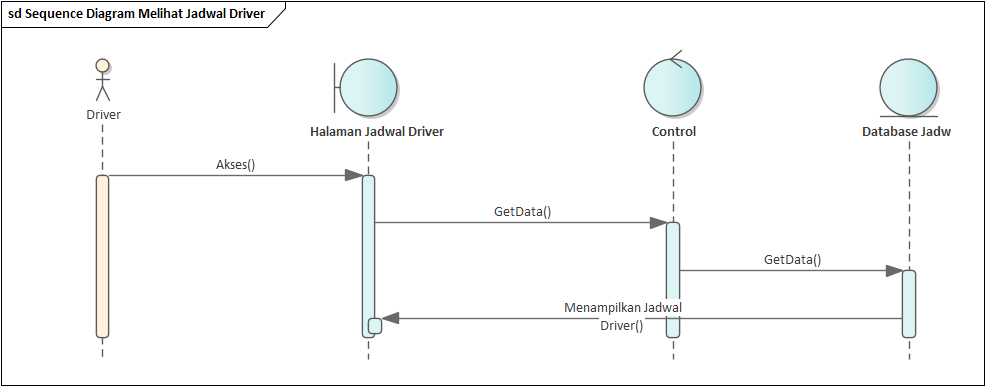 sd Sequence Diagram Melihat Jadwal Driver
Driver
Halaman Jadwal Driver
Control
Database Jadw
Akses()
GetData()
GetData()
Menampilkan Jadwal
Driver()